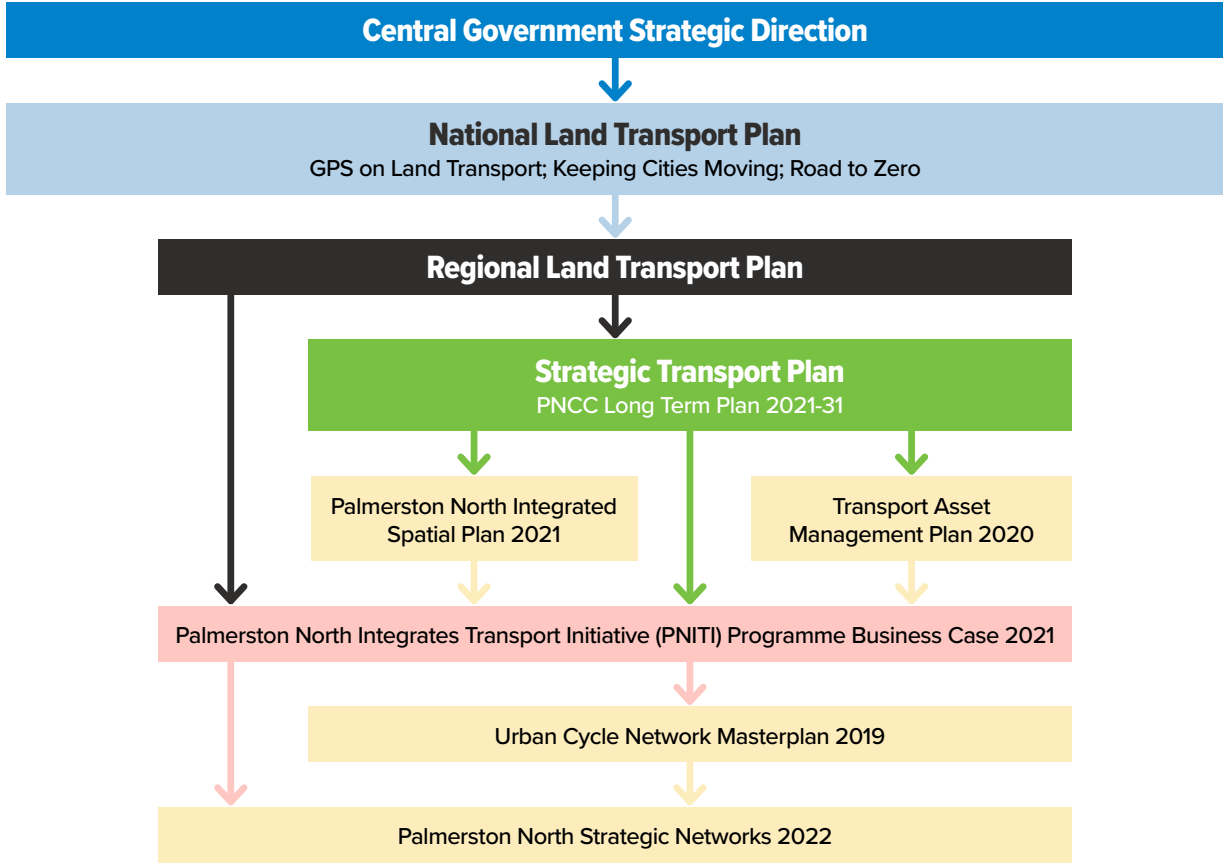 Central Government Strategic Direction
National Land Transport Plan
GPS on Land Transport; Keeping Cities Moving; Road to Zero
Regional Land Transport Plan
Strategic Transport Plan
PNCC Long Term Plan 2021-31
Palmerston North Integrated
Spatial Plan 2021
Transport Asset
Management Plan 2020
Palmerston North Integrates Transport Initiative (PNITI) Programme Business Case 2021
Urban Cycle Network Masterplan 2019
Palmerston North Strategic Networks 2022